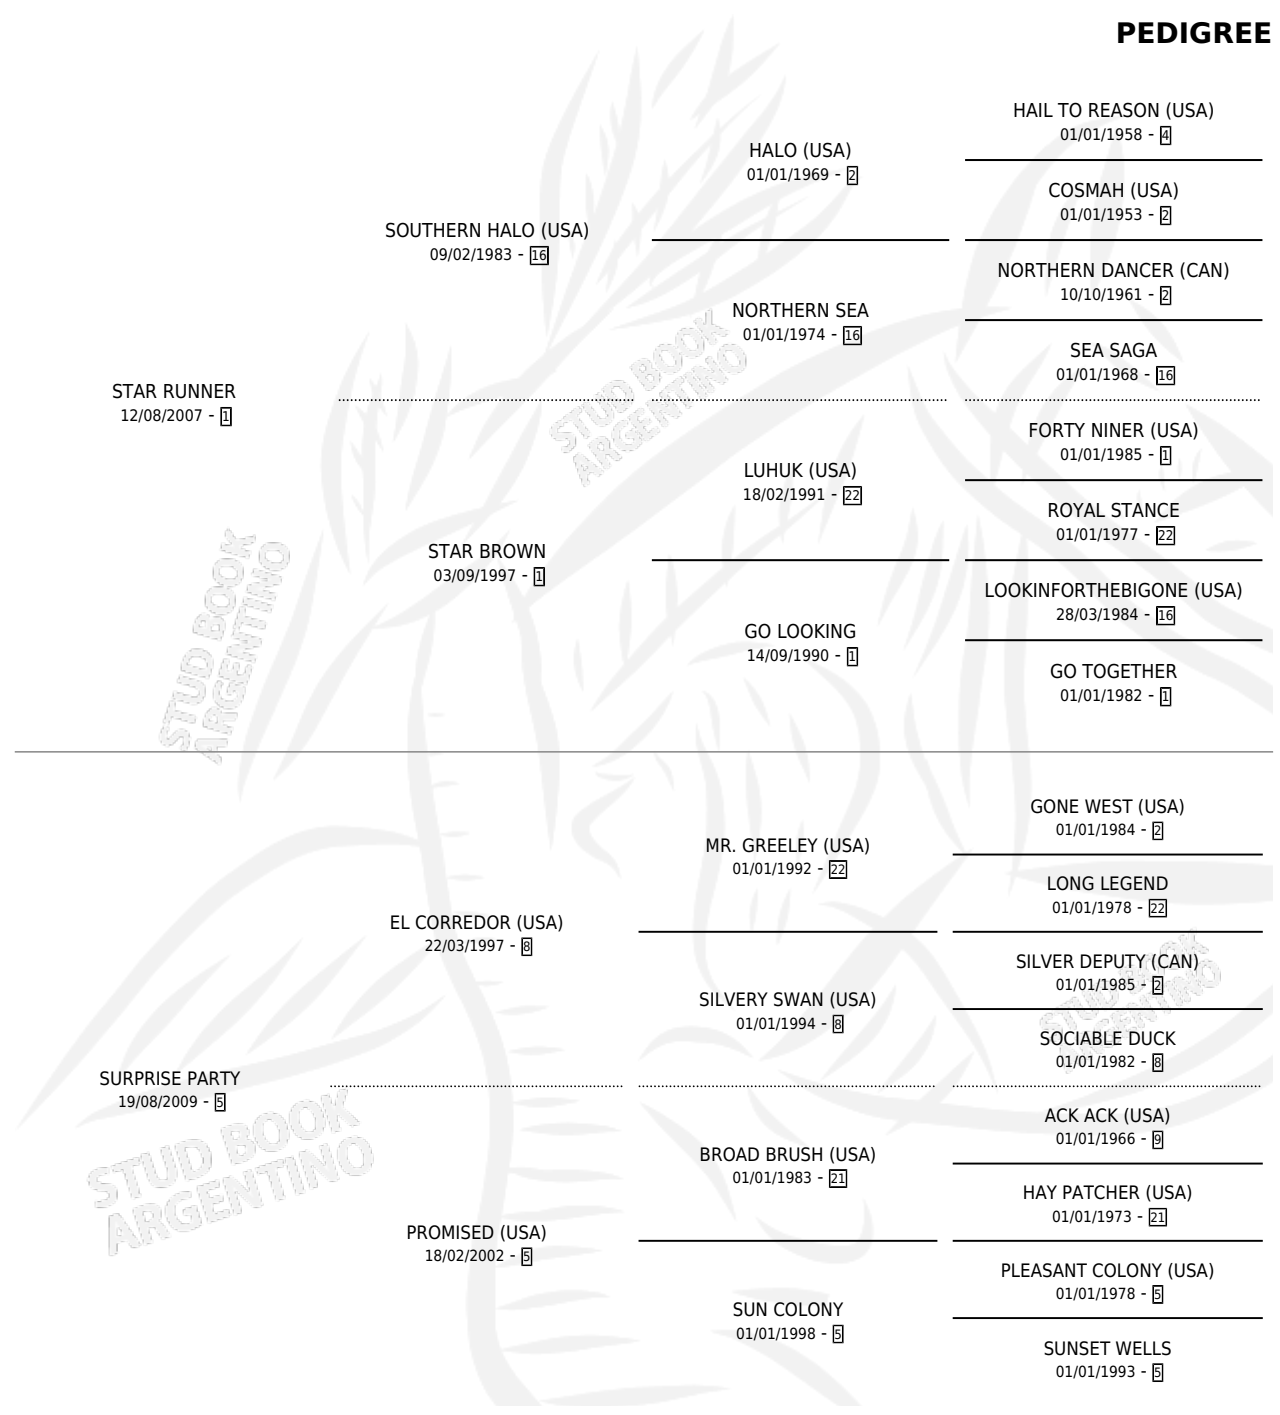 PEDIGREE
HAIL TO REASON (USA)
01/01/1958 - 4
HALO (USA)
01/01/1969 - 2
COSMAH (USA)
01/01/1953 - 2
SOUTHERN HALO (USA)
09/02/1983 - 16
NORTHERN DANCER (CAN)
10/10/1961 - 2
NORTHERN SEA
01/01/1974 - 16
SEA SAGA
01/01/1968 - 16
STAR RUNNER
12/08/2007 - 1
FORTY NINER (USA)
01/01/1985 - 1
LUHUK (USA)
18/02/1991 - 22
ROYAL STANCE
01/01/1977 - 22
STAR BROWN
03/09/1997 - 1
LOOKINFORTHEBIGONE (USA)
28/03/1984 - 16
GO LOOKING
14/09/1990 - 1
GO TOGETHER
01/01/1982 - 1
GONE WEST (USA)
01/01/1984 - 2
MR. GREELEY (USA)
01/01/1992 - 22
LONG LEGEND
01/01/1978 - 22
EL CORREDOR (USA)
22/03/1997 - 8
SILVER DEPUTY (CAN)
01/01/1985 - 2
SILVERY SWAN (USA)
01/01/1994 - 8
SOCIABLE DUCK
01/01/1982 - 8
SURPRISE PARTY
19/08/2009 - 5
ACK ACK (USA)
01/01/1966 - 9
BROAD BRUSH (USA)
01/01/1983 - 21
HAY PATCHER (USA)
01/01/1973 - 21
PROMISED (USA)
18/02/2002 - 5
PLEASANT COLONY (USA)
01/01/1978 - 5
SUN COLONY
01/01/1998 - 5
SUNSET WELLS
01/01/1993 - 5
STUD BOOK
ARGENTINO
STUD BOOK
ARGENTINO
STUD BOOK
ARGENTINO
STUD BOOK
ARGENTINO